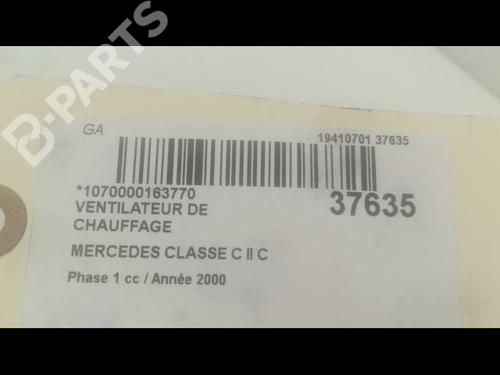 B-PARTS
GA
19410701 37635
*1070000163770
37635
VENTILATEUR DE
CHAUFFAGE
MERCEDES CLASSE C II C
Phase 1 cc / Année 2000